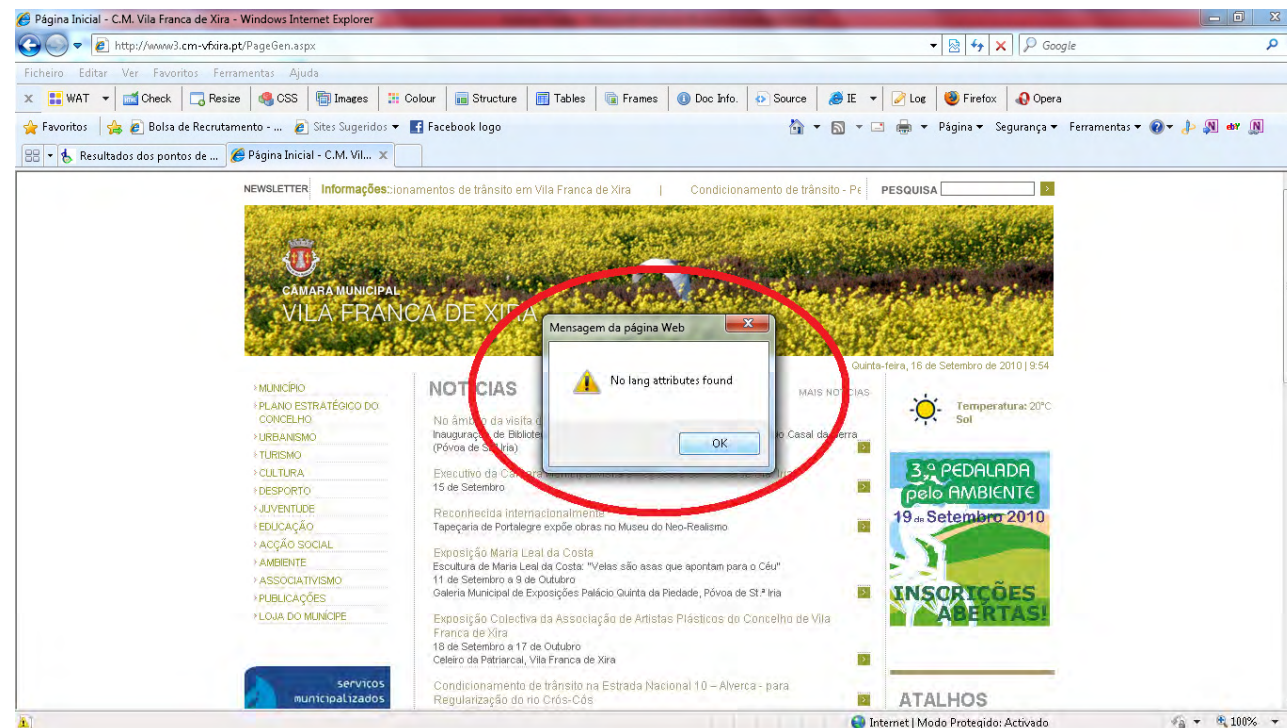 Página Inicial - C.M. Vila Franca de Xira - Windows Internet Explorer
http://www3.cm-vfxira.pt/PageGen.aspx
Google
Ficheiro Editar Ver Favoritos Ferramentas Ajuda
x WAT Check Resize CSS Images Colour Structure Tables Frames Doc Info. Source IE Log Firefox Opera
Favoritos Bolsa de Recrutamento - ... Sites Sugeridos Facebook logo Página Segurança Ferramentas
Resultados dos pontos de ... Página Inicial - C.M. Vil... x
NEWSLETTER Informações: ionamentos de trânsito em Vila Franca de Xira | Condicionamento de trânsito - Pe PESQUISA
CÂMARA MUNICIPAL
VILA FRANCA DE XIRA
Quinta-feira, 16 de Setembro de 2010 | 9:54
Mensagem da página Web
No lang attributes found
OK
MUNICÍPIO
PLANO ESTRATÉGICO DO
CONCELHO
URBANISMO
TURISMO
CULTURA
DESPORTO
JUVENTUDE
EDUCAÇÃO
ACÇÃO SOCIAL
AMBIENTE
ASSOCIATIVISMO
PUBLICAÇÕES
LOJA DO MUNÍCIPE
serviços
municipalizados
NOTÍCIAS
MAIS NOTÍCIAS
No âmbito da visita
Inauguração de Casal da Serra
(Póvoa de Sta Iria)
Executivo da
15 de Setembro
Reconhecida internacionalmente
Tapeçaria de Portalegre expõe obras no Museu do Neo-Realismo
Exposição Maria Leal da Costa
Escultura de Maria Leal da Costa: "Velas são asas que apontam para o Céu"
11 de Setembro a 9 de Outubro
Galeria Municipal de Exposições Palácio Quinta da Piedade, Póvoa de St.ª Iria
Exposição Colectiva da Associação de Artistas Plásticos do Concelho de Vila
Franca de Xira
18 de Setembro a 17 de Outubro
Celeiro da Patriarcal, Vila Franca de Xira
Condicionamento de trânsito na Estrada Nacional 10 – Alverca - para
Regularização do rio Crós-Cós
Temperatura: 20°C
Sol
3.ª PEDALADA
pelo AMBIENTE
19 de Setembro 2010
INSCRIÇÕES
ABERTAS!
ATALHOS
Internet | Modo Protegido: Activado 100%